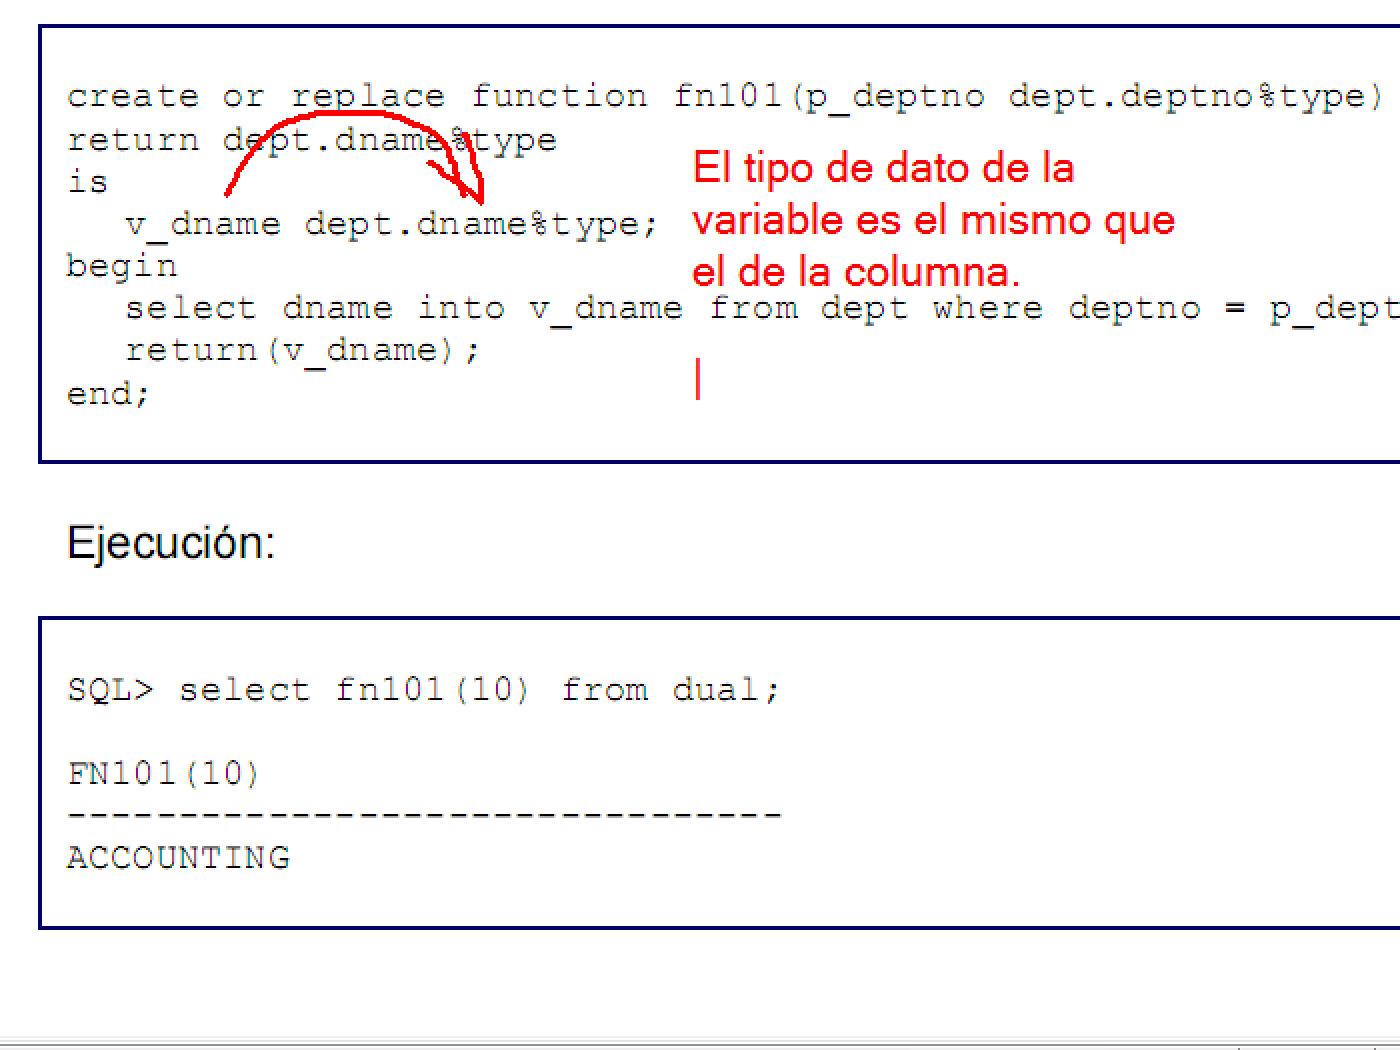 create or replace function fn101(p_deptno dept.deptno%type)
return dept.dname%type
is
v_dname dept.dname%type;
El tipo de dato de la
variable es el mismo que
el de la columna.
begin
select dname into v_dname from dept where deptno = p_dept
return(v_dname);
end;
Ejecución:
SQL> select fn101(10) from dual;
FN101(10)
--------------------------------
ACCOUNTING